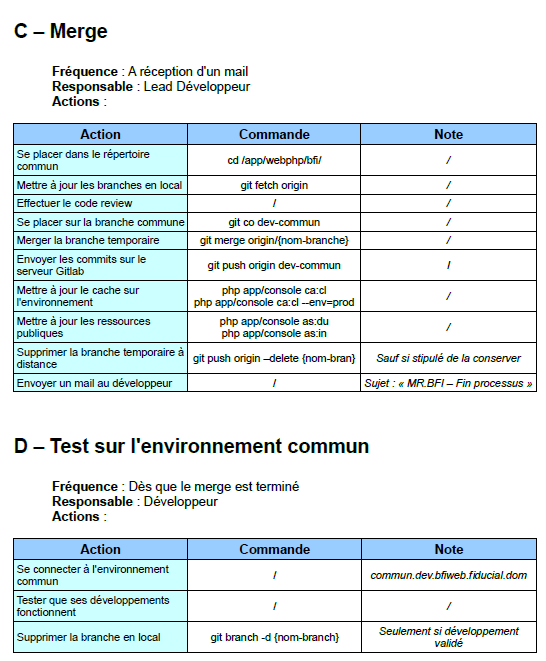 C – Merge
Fréquence : A réception d'un mail
Responsable : Lead Développeur
Actions :
Action Commande Note
Se placer dans le répertoire
commun
cd /app/webphp/bfi/
/
Mettre à jour les branches en local git fetch origin /
Effectuer le code review / /
Se placer sur la branche commune git co dev-commun /
Merger la branche temporaire git merge origin/{nom-branche} /
Envoyer les commits sur le
serveur Gitlab
git push origin dev-commun
/
Mettre à jour le cache sur
l'environnement
php app/console ca:cl
php app/console ca:cl --env=prod
/
Mettre à jour les ressources
publiques
php app/console as:du
php app/console as:in
/
Supprimer la branche temporaire à
distance
git push origin –delete {nom-bran}
Sauf si stipulé de la conserver
Envoyer un mail au développeur / Sujet : « MR.BFI – Fin processus »
D – Test sur l'environnement commun
Fréquence : Dès que le merge est terminé
Responsable : Développeur
Actions :
Action Commande Note
Se connecter à l'environnement
commun
/
commun.dev.bfiweb.fiducial.dom
Tester que ses développements
fonctionnent
/
/
Supprimer la branche en local
git branch -d {nom-branch}
Seulement si développement
validé